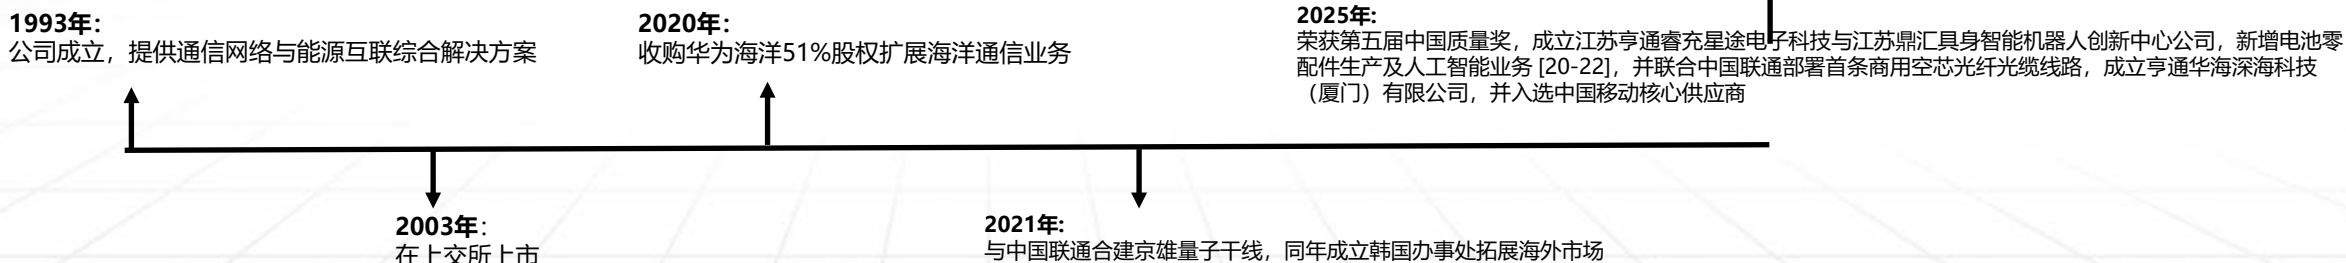 1993年：
公司成立，提供通信网络与能源互联综合解决方案
2020年：
收购华为海洋51%股权扩展海洋通信业务
2025年:
荣获第五届中国质量奖，成立江苏亨通睿充星途电子科技与江苏鼎汇具身智能机器人创新中心公司，新增电池零
配件生产及人工智能业务 [20-22]，并联合中国联通部署首条商用空芯光纤光缆线路，成立亨通华海深海科技
（厦门）有限公司，并入选中国移动核心供应商
2003年：
在上交所上市
2021年:
与中国联通合建京雄量子干线，同年成立韩国办事处拓展海外市场